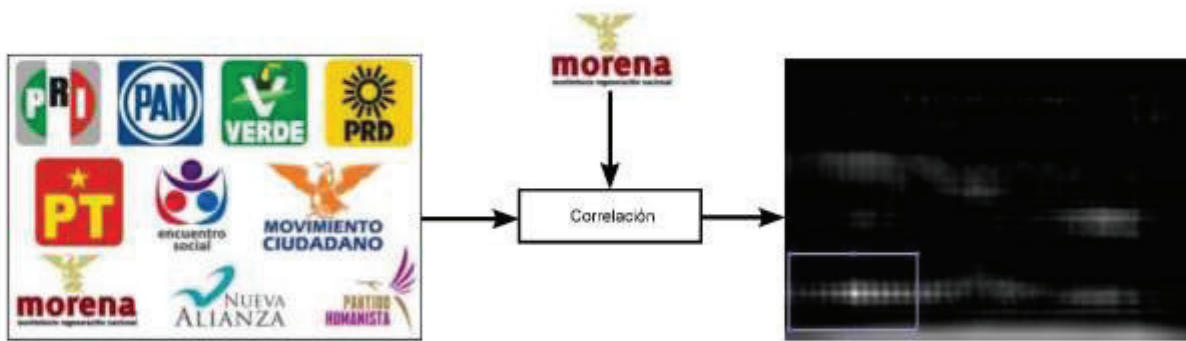 morena
PRI
PAN
VERDE
PRD
PT
encuentro
social
MOVIMIENTO
CIUDADANO
Correlación
morena
NUEVA
ALIANZA
PARTIDO
HUMANISTA